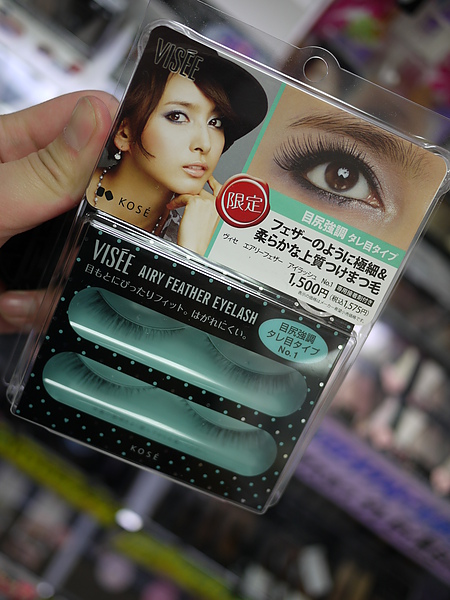 VISÉE
KOSÉ
限定
目尻強調 タレ目タイプ
フェザーのように極細&
柔らかな上質つけまつ毛
ヴィセ エアリーフェザー アイラッシュ No.1
1,500円 (税込1,575円)
VISÉE AIRY FEATHER EYELASH
目もとにぴったりフィット。はがれにくい。
目尻強調
タレ目タイプ
No.1
KOSÉ